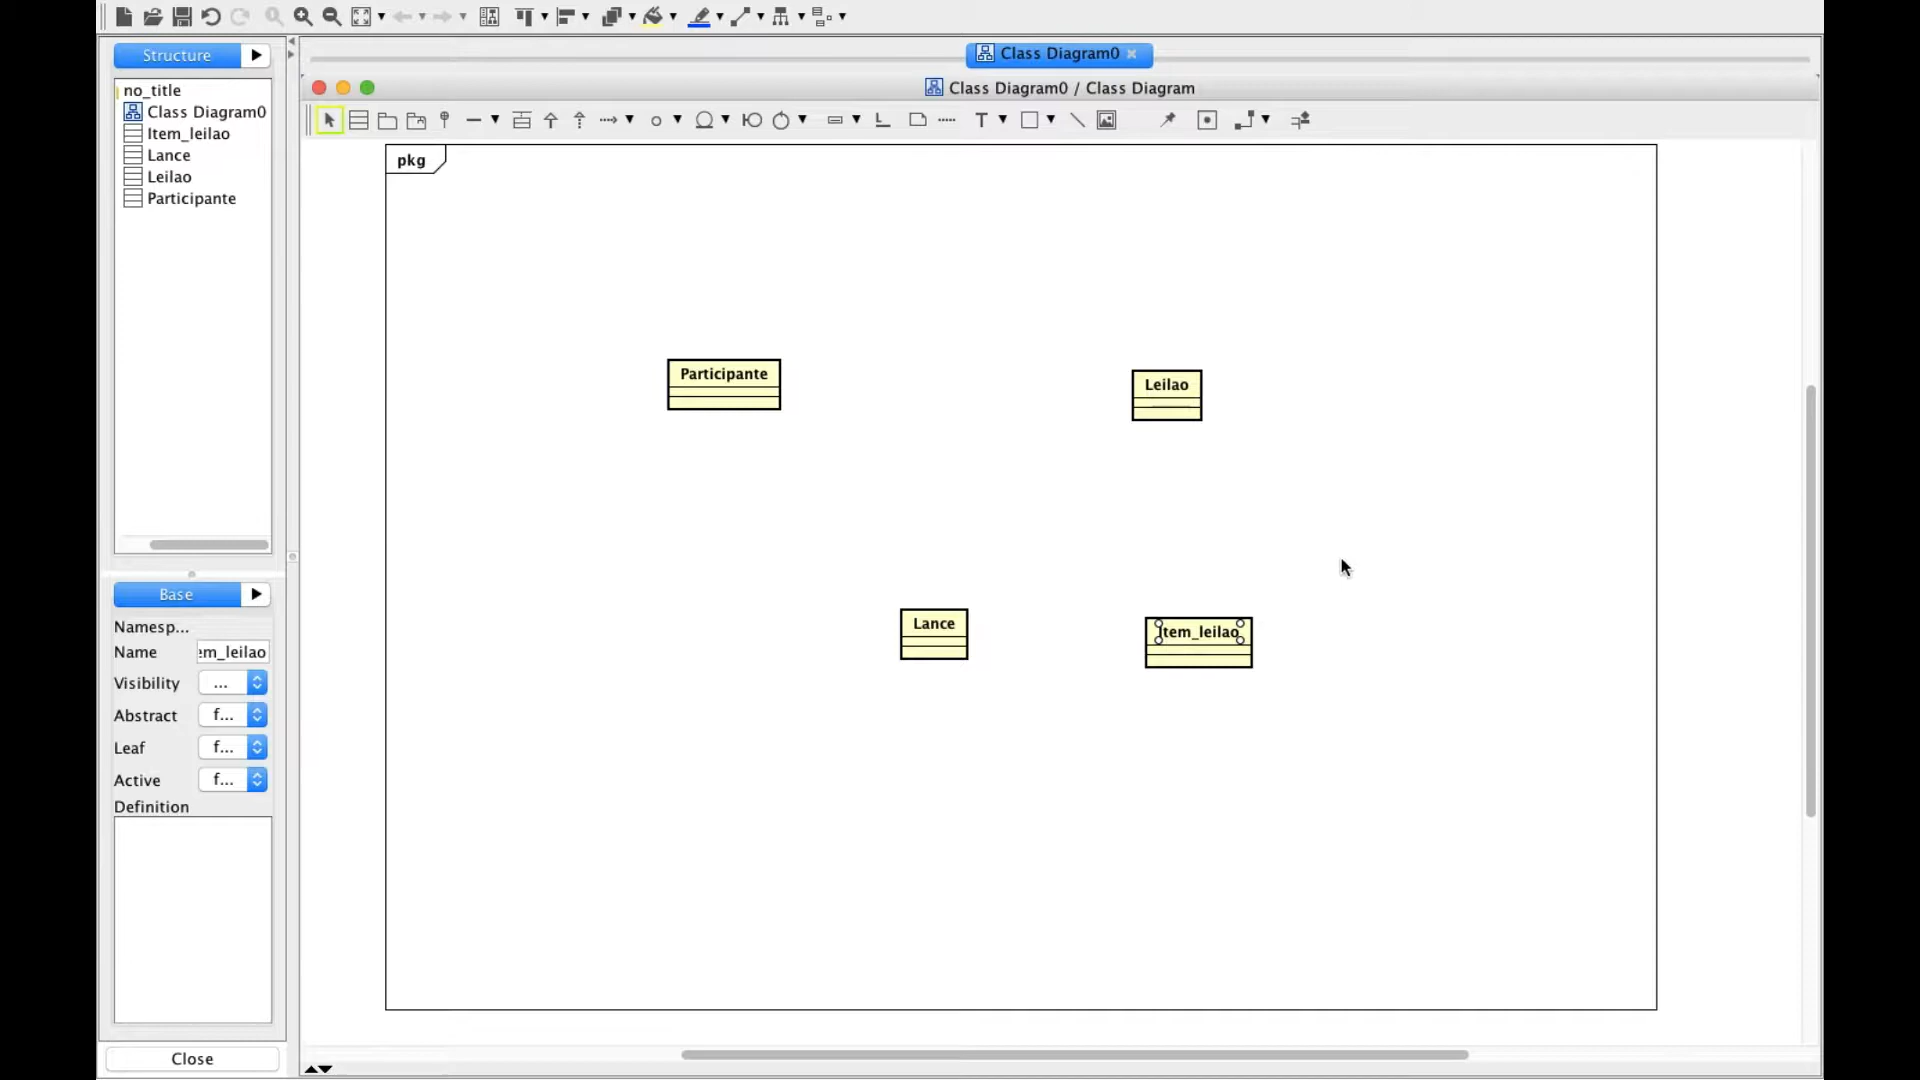 Structure
no_title
Class Diagram0
Item_leilao
Lance
Leilao
Participante
Base
Namesp...
Name em_leilao
Visibility ...
Abstract f...
Leaf f...
Active f...
Definition
Close
Class Diagram0
Class Diagram0 / Class Diagram
T
pkg
Participante
Leilao
Lance
Item_leilao